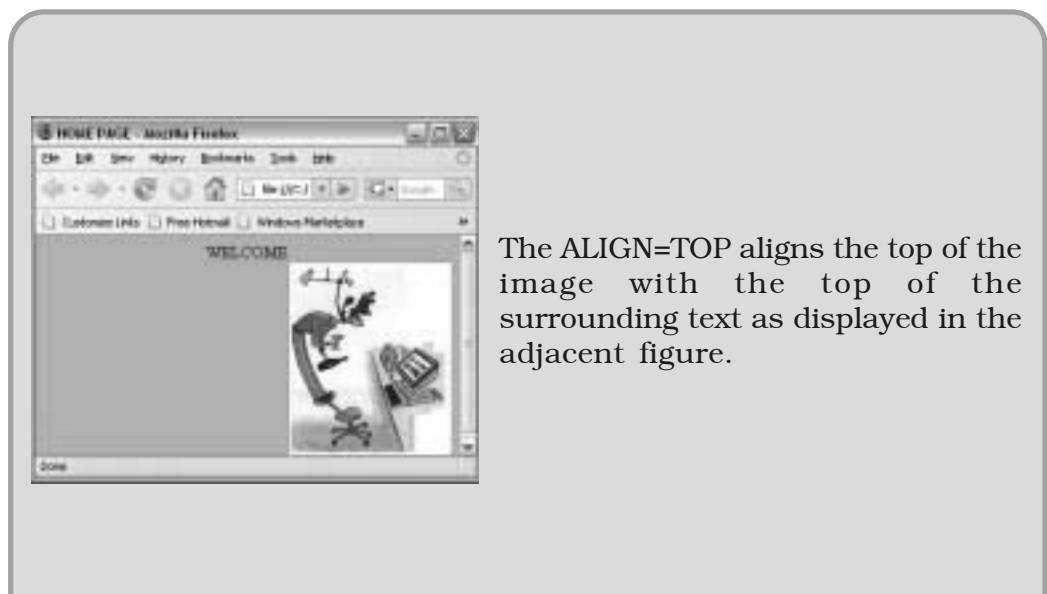 HOME PAGE - Mozilla Firefox
File Edit View History Bookmarks Tools Help
Customize Links Free Hotmail Windows Marketplace
WELCOME
Done
The ALIGN=TOP aligns the top of the
image with the top of the
surrounding text as displayed in the
adjacent figure.